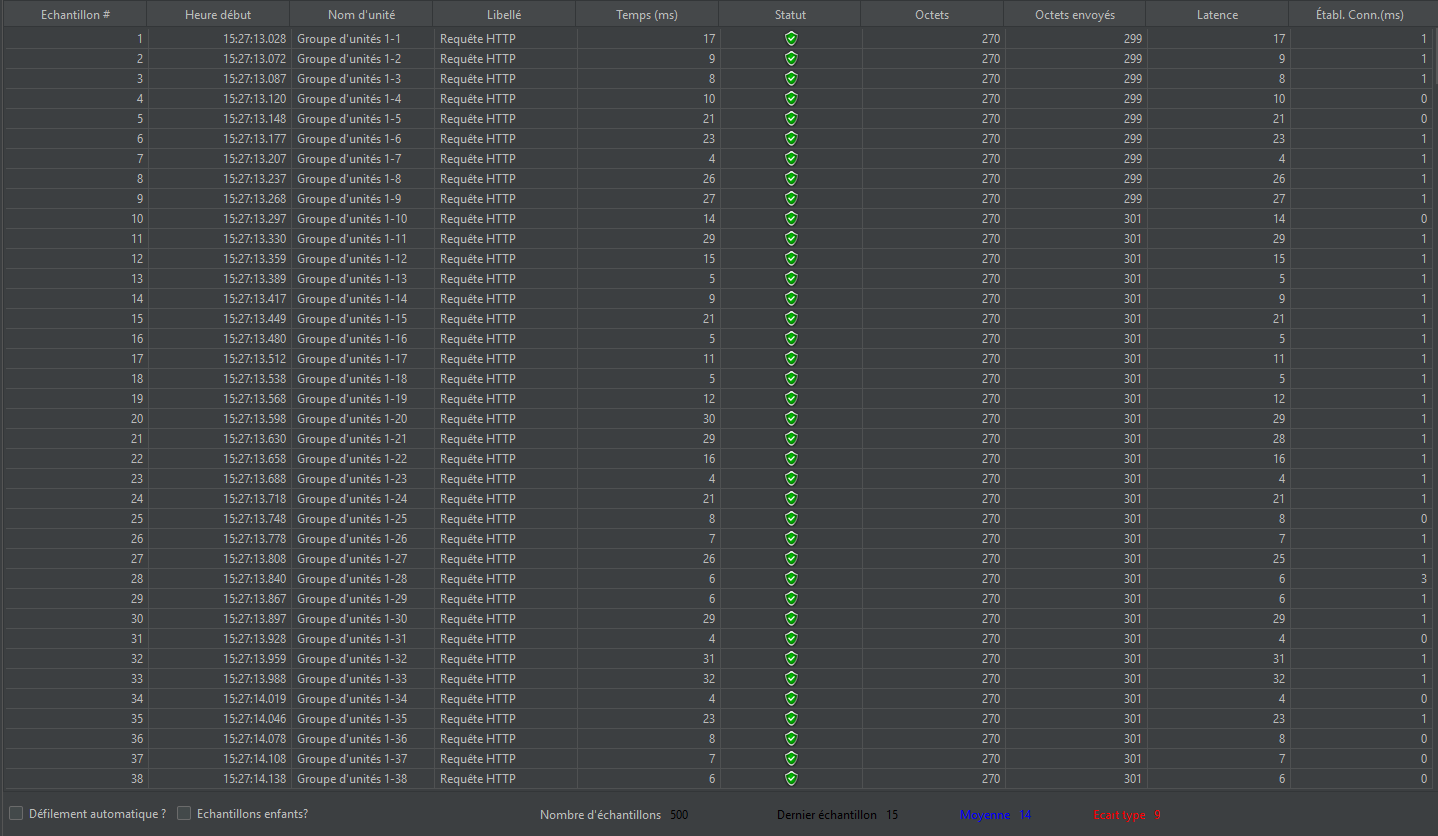 Echantillon # Heure début Nom d'unité Libellé Temps (ms) Statut Octets Octets envoyés Latence Établ. Conn.(ms)
1 15:27:13.028 Groupe d'unités 1-1 Requête HTTP 17 270 299 17 1
2 15:27:13.072 Groupe d'unités 1-2 Requête HTTP 9 270 299 9 1
3 15:27:13.087 Groupe d'unités 1-3 Requête HTTP 8 270 299 8 1
4 15:27:13.120 Groupe d'unités 1-4 Requête HTTP 10 270 299 10 0
5 15:27:13.148 Groupe d'unités 1-5 Requête HTTP 21 270 299 21 0
6 15:27:13.177 Groupe d'unités 1-6 Requête HTTP 23 270 299 23 1
7 15:27:13.207 Groupe d'unités 1-7 Requête HTTP 4 270 299 4 1
8 15:27:13.237 Groupe d'unités 1-8 Requête HTTP 26 270 299 26 1
9 15:27:13.268 Groupe d'unités 1-9 Requête HTTP 27 270 299 27 1
10 15:27:13.297 Groupe d'unités 1-10 Requête HTTP 14 270 301 14 0
11 15:27:13.330 Groupe d'unités 1-11 Requête HTTP 29 270 301 29 1
12 15:27:13.359 Groupe d'unités 1-12 Requête HTTP 15 270 301 15 1
13 15:27:13.389 Groupe d'unités 1-13 Requête HTTP 5 270 301 5 1
14 15:27:13.417 Groupe d'unités 1-14 Requête HTTP 9 270 301 9 1
15 15:27:13.449 Groupe d'unités 1-15 Requête HTTP 21 270 301 21 1
16 15:27:13.480 Groupe d'unités 1-16 Requête HTTP 5 270 301 5 1
17 15:27:13.512 Groupe d'unités 1-17 Requête HTTP 11 270 301 11 1
18 15:27:13.538 Groupe d'unités 1-18 Requête HTTP 5 270 301 5 1
19 15:27:13.568 Groupe d'unités 1-19 Requête HTTP 12 270 301 12 1
20 15:27:13.598 Groupe d'unités 1-20 Requête HTTP 30 270 301 29 1
21 15:27:13.630 Groupe d'unités 1-21 Requête HTTP 29 270 301 28 1
22 15:27:13.658 Groupe d'unités 1-22 Requête HTTP 16 270 301 16 1
23 15:27:13.688 Groupe d'unités 1-23 Requête HTTP 4 270 301 4 1
24 15:27:13.718 Groupe d'unités 1-24 Requête HTTP 21 270 301 21 1
25 15:27:13.748 Groupe d'unités 1-25 Requête HTTP 8 270 301 8 0
26 15:27:13.778 Groupe d'unités 1-26 Requête HTTP 7 270 301 7 1
27 15:27:13.808 Groupe d'unités 1-27 Requête HTTP 26 270 301 25 1
28 15:27:13.840 Groupe d'unités 1-28 Requête HTTP 6 270 301 6 3
29 15:27:13.867 Groupe d'unités 1-29 Requête HTTP 6 270 301 6 1
30 15:27:13.897 Groupe d'unités 1-30 Requête HTTP 29 270 301 29 1
31 15:27:13.928 Groupe d'unités 1-31 Requête HTTP 4 270 301 4 0
32 15:27:13.959 Groupe d'unités 1-32 Requête HTTP 31 270 301 31 1
33 15:27:13.988 Groupe d'unités 1-33 Requête HTTP 32 270 301 32 1
34 15:27:14.019 Groupe d'unités 1-34 Requête HTTP 4 270 301 4 0
35 15:27:14.046 Groupe d'unités 1-35 Requête HTTP 23 270 301 23 1
36 15:27:14.078 Groupe d'unités 1-36 Requête HTTP 8 270 301 8 0
37 15:27:14.108 Groupe d'unités 1-37 Requête HTTP 7 270 301 7 0
38 15:27:14.138 Groupe d'unités 1-38 Requête HTTP 6 270 301 6 0
Défilement automatique ? Echantillons enfants? Nombre d'échantillons 500 Dernier échantillon 15 Moyenne 14 Ecart type 9